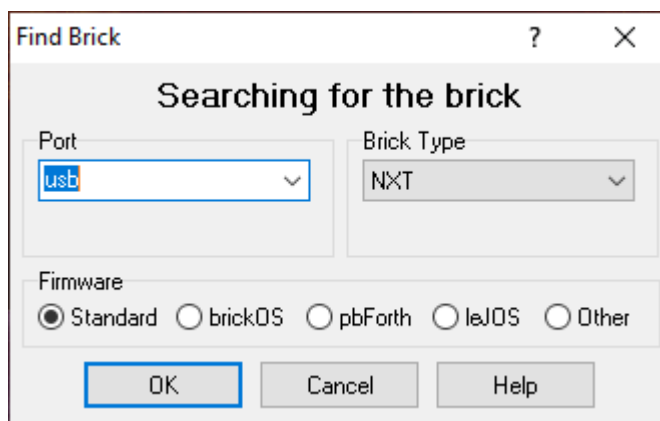 Find Brick
Searching for the brick
Port
Brick Type
usb
NXT
Firmware
Standard brickOS pbForth leJOS Other
OK Cancel Help